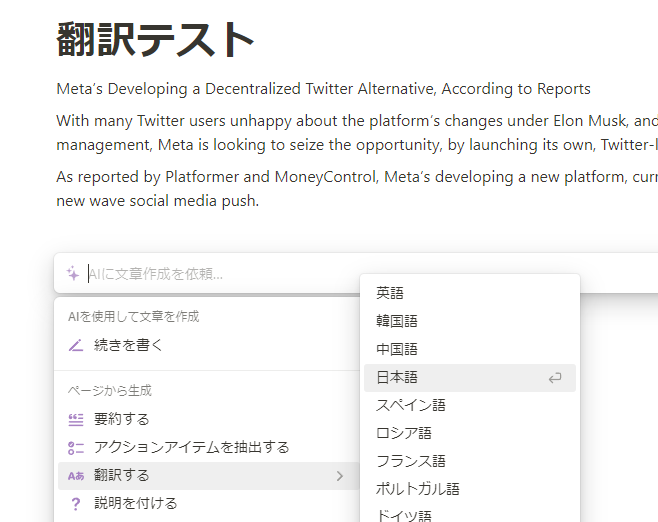 翻訳テスト
Meta's Developing a Decentralized Twitter Alternative, According to Reports
With many Twitter users unhappy about the platform's changes under Elon Musk, and
management, Meta is looking to seize the opportunity, by launching its own, Twitter-l
As reported by Platformer and MoneyControl, Meta's developing a new platform, curr
new wave social media push.
AIに文章作成を依頼...
AIを使用して文章を作成
続きを書く
ページから生成
要約する
アクションアイテムを抽出する
Aあ 翻訳する
? 説明を付ける
英語
韓国語
中国語
日本語
スペイン語
ロシア語
フランス語
ポルトガル語
ドイツ語